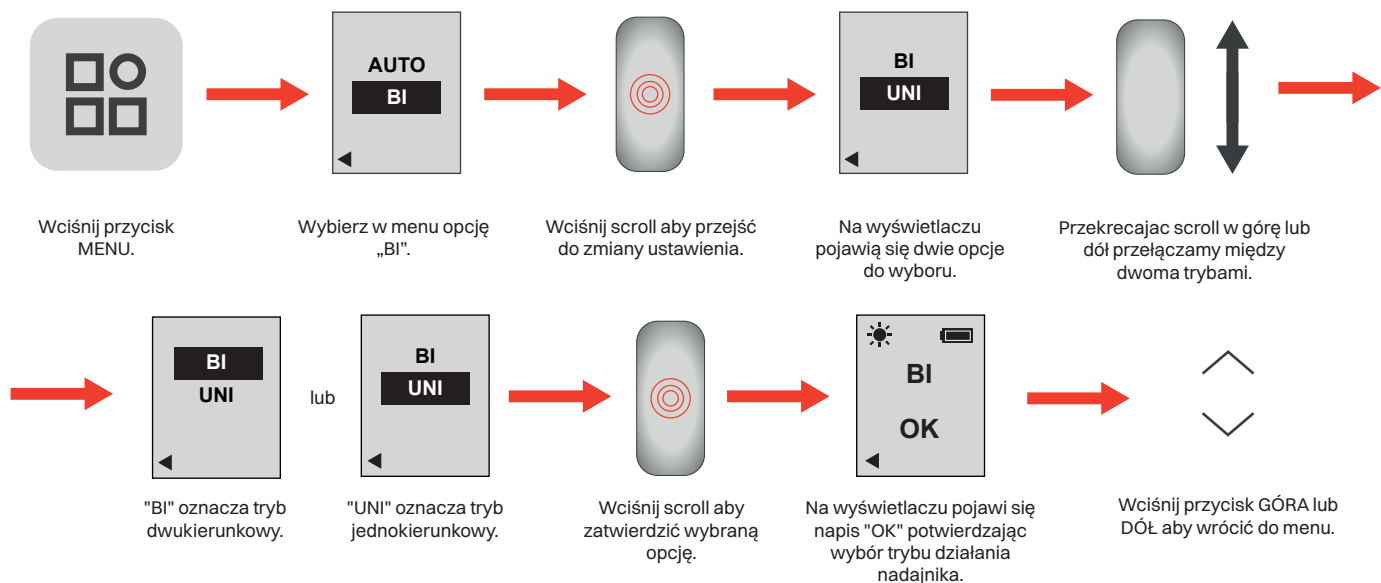 AUTO
BI
BI
UNI
Wciśnij przycisk
MENU.
Wybierz w menu opcję
„BI”.
Wciśnij scroll aby przejść
do zmiany ustawienia.
Na wyświetlaczu
pojawią się dwie opcje
do wyboru.
Przekrecajac scroll w górę lub
dół przełączamy między
dwoma trybami.
BI
UNI
lub
BI
UNI
BI
OK
"BI" oznacza tryb
dwukierunkowy.
"UNI" oznacza tryb
jednokierunkowy.
Wciśnij scroll aby
zatwierdzić wybraną
opcję.
Na wyświetlaczu pojawi się
napis "OK" potwierdzając
wybór trybu działania
nadajnika.
Wciśnij przycisk GÓRA lub
DÓŁ aby wrócić do menu.